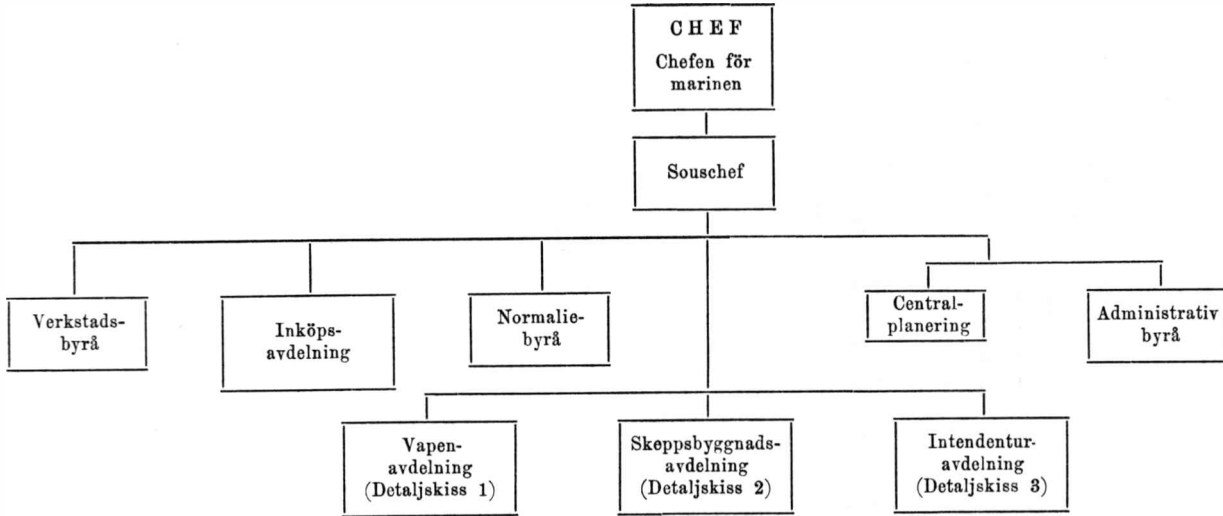 CHEF
Chefen för
marinen
Souschef
Verkstads-
byrå
Inköps-
avdelning
Normalie-
byrå
Central-
planering
Administrativ
byrå
Vapen-
avdelning
(Detaljskiss 1)
Skeppsbyggnads-
avdelning
(Detaljskiss 2)
Intendentur-
avdelning
(Detaljskiss 3)